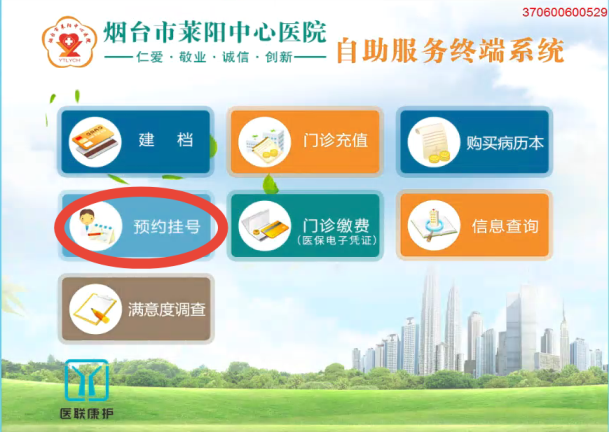 370600600529
烟台市莱阳中心医院
仁爱·敬业·诚信·创新
自助服务终端系统
YTLYCH
建 档
门诊充值
购买病历本
预约挂号
门诊缴费
(医保电子凭证)
信息查询
满意度调查
医联康护